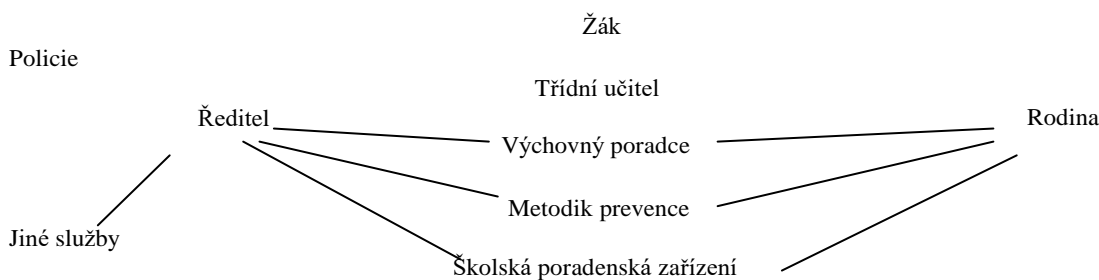 Žák
Policie
Třídní učitel
Ředitel
Rodina
Výchovný poradce
Metodik prevence
Jiné služby
Školská poradenská zařízení